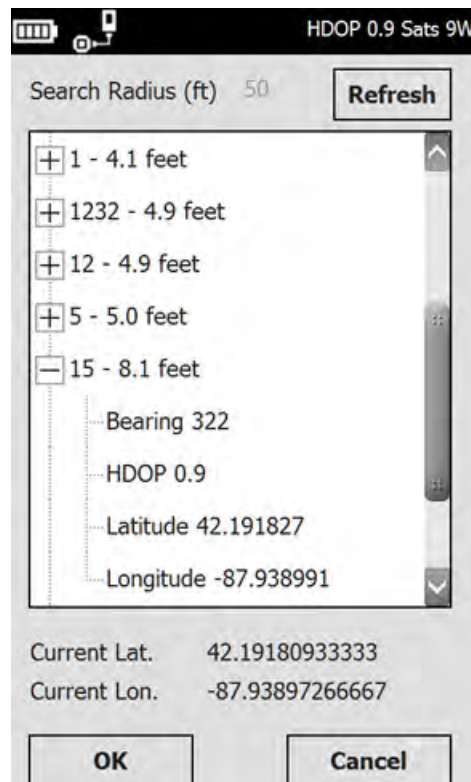 HDOP 0.9 Sats 9W
Search Radius (ft) 50 Refresh
1 - 4.1 feet
1232 - 4.9 feet
12 - 4.9 feet
5 - 5.0 feet
15 - 8.1 feet
Bearing 322
HDOP 0.9
Latitude 42.191827
Longitude -87.938991
Current Lat. 42.19180933333
Current Lon. -87.93897266667
OK Cancel